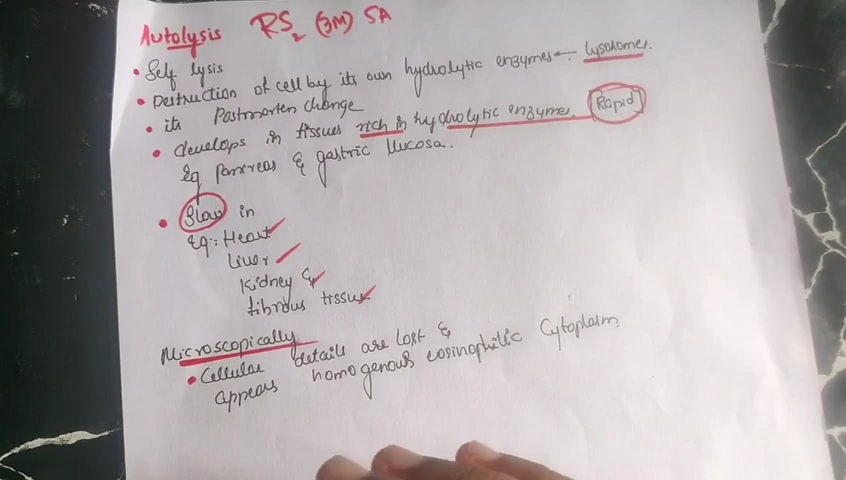 Autolysis RS2 (3M) SA
• Self lysis
• Destruction of cell by its own hydrolytic enzymes ← lysosomes.
• its Postmorten change
• develops in tissues rich in hydrolytic enzyme. Rapid
Eg Pancreas & gastric Mucosa.
• Slow in
Eg:- Heart ✓
Liver ✓
Kidney & ✓
fibrous tissue ✓
Microscopically
• Cellular details are Lost &
appears homogenous eosinophilic Cytoplasm.